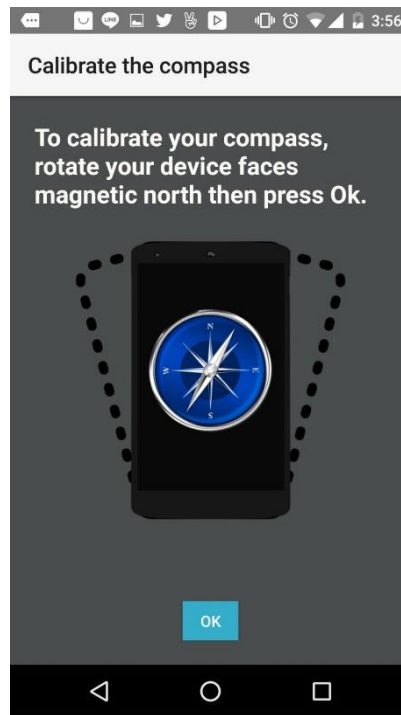 LINE
3:56
Calibrate the compass
To calibrate your compass,
rotate your device faces
magnetic north then press Ok.
N
W
E
S
OK